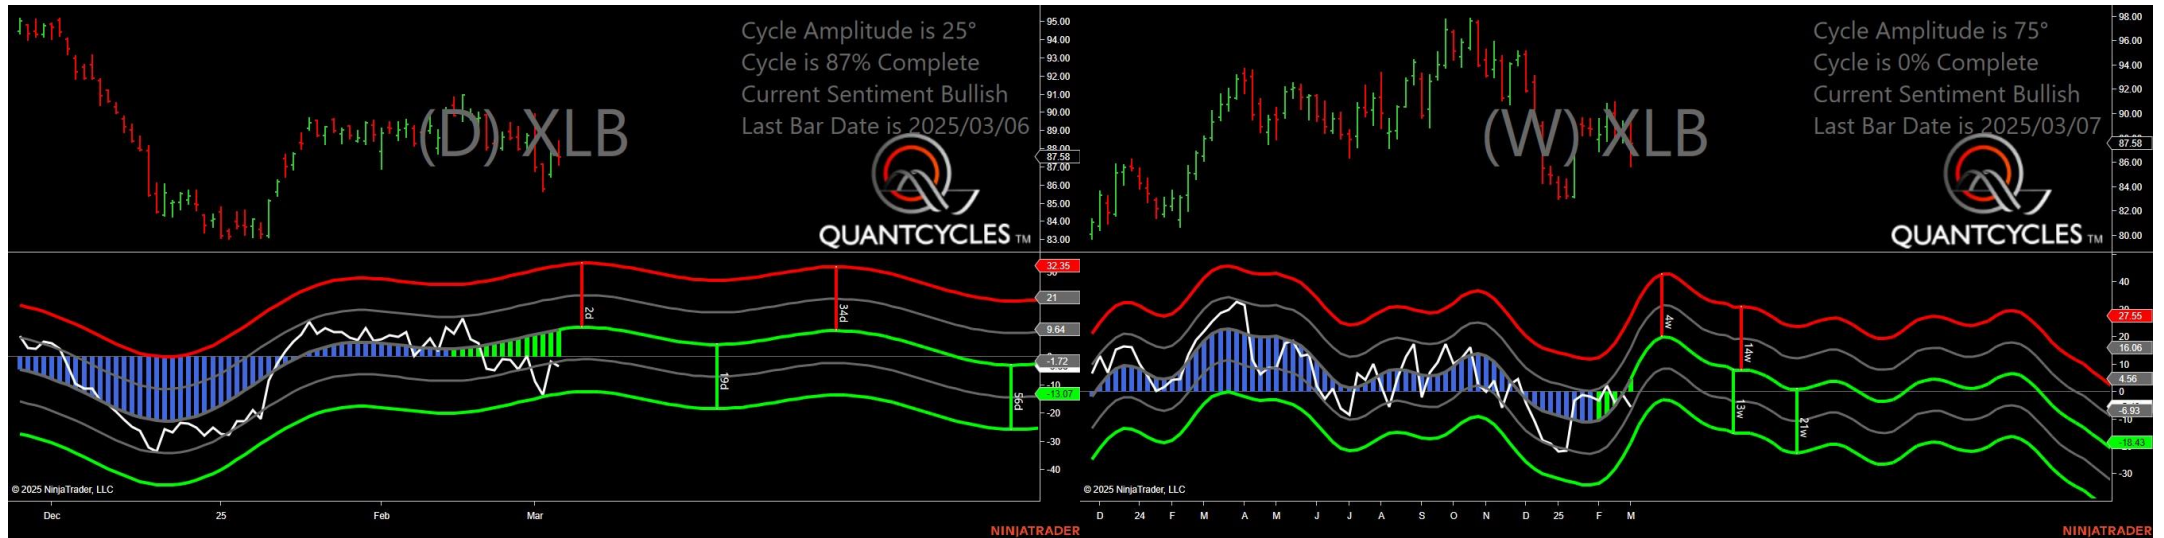 Cycle Amplitude is 25°
Cycle is 87% Complete
Current Sentiment Bullish
Last Bar Date is 2025/03/06
(D) XLB
QUANTCYCLES TM
95.00
94.00
93.00
92.00
91.00
90.00
89.00
88.00
87.58
87.00
86.00
85.00
84.00
83.00
32.35
21
9.64
-1.72
-10
-13.07
-20
-30
-40
2d
34d
19d
56d
© 2025 NinjaTrader, LLC
Dec
25
Feb
Mar
NINJATRADER
Cycle Amplitude is 75°
Cycle is 0% Complete
Current Sentiment Bullish
Last Bar Date is 2025/03/07
(W) XLB
QUANTCYCLES TM
98.00
96.00
94.00
92.00
90.00
87.58
86.00
84.00
82.00
80.00
40
27.55
20
16.06
10
4.56
0
-6.93
-10
-18.43
-30
4w
14w
13w
21w
© 2025 NinjaTrader, LLC
D
24
F
M
A
M
J
J
A
S
O
N
D
25
F
M
NINJATRADER